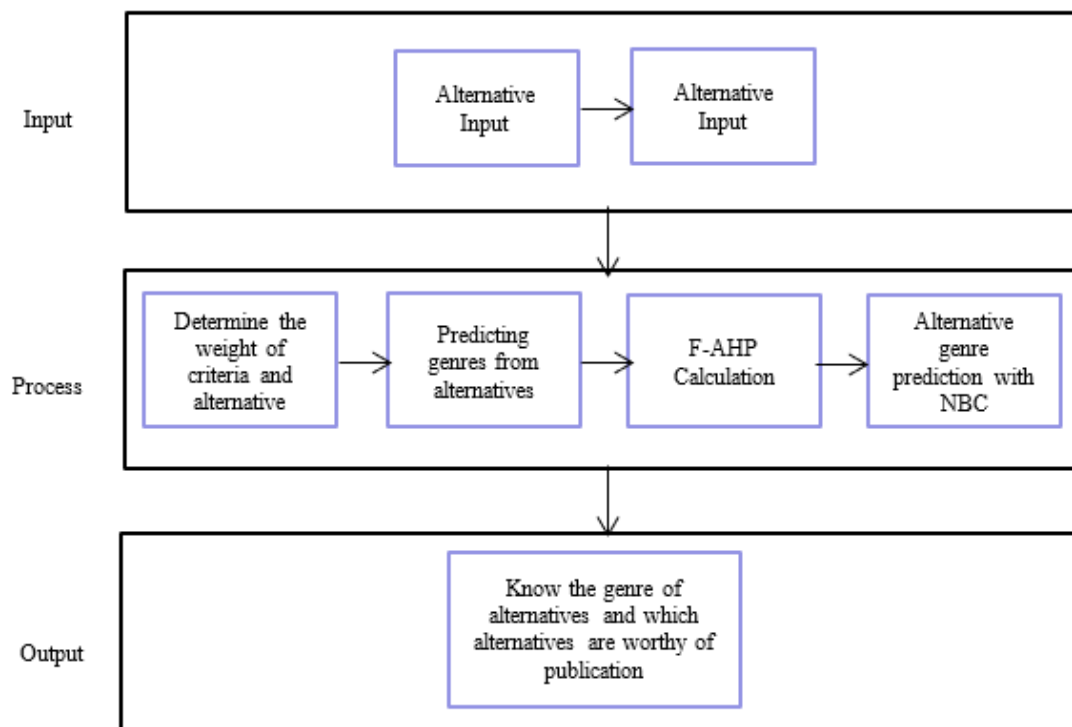 Input
Alternative
Input
Alternative
Input
Process
Determine the
weight of
criteria and
alternative
Predicting
genres from
alternatives
F-AHP
Calculation
Alternative
genre
prediction with
NBC
Output
Know the genre of
alternatives and which
alternatives are worthy of
publication